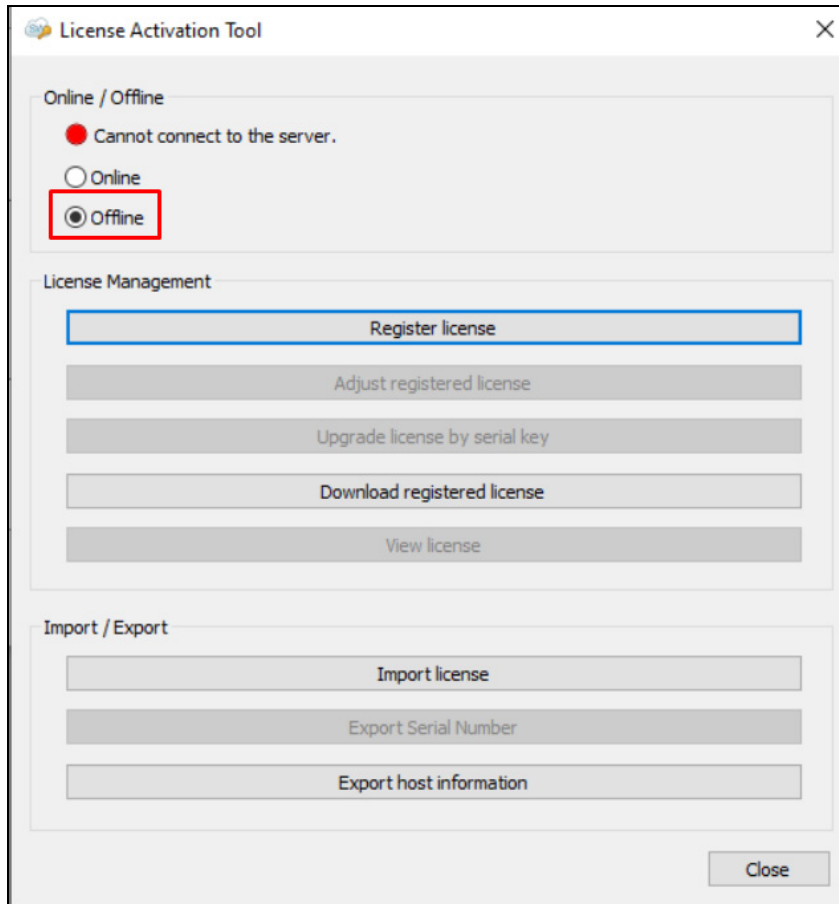 License Activation Tool
Online / Offline
Cannot connect to the server.
Online
Offline
License Management
Register license
Adjust registered license
Upgrade license by serial key
Download registered license
View license
Import / Export
Import license
Export Serial Number
Export host information
Close